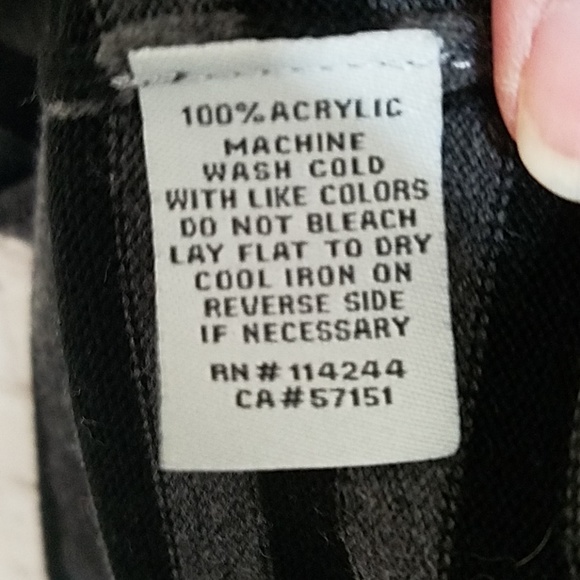 100% ACRYLIC
MACHINE
WASH COLD
WITH LIKE COLORS
DO NOT BLEACH
LAY FLAT TO DRY
COOL IRON ON
REVERSE SIDE
IF NECESSARY
RN # 114244
CA#57151